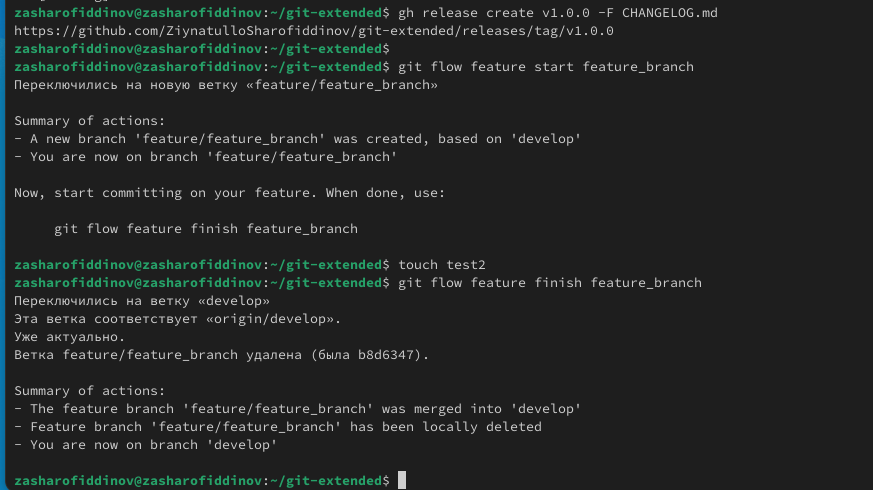 zasharofiddinov@zasharofiddinov:~/git-extended$ gh release create v1.0.0 -F CHANGELOG.md
https://github.com/ZiynatulloSharofiddinov/git-extended/releases/tag/v1.0.0
zasharofiddinov@zasharofiddinov:~/git-extended$
zasharofiddinov@zasharofiddinov:~/git-extended$ git flow feature start feature_branch
Переключились на новую ветку «feature/feature_branch»

Summary of actions:
- A new branch 'feature/feature_branch' was created, based on 'develop'
- You are now on branch 'feature/feature_branch'

Now, start committing on your feature. When done, use:

     git flow feature finish feature_branch

zasharofiddinov@zasharofiddinov:~/git-extended$ touch test2
zasharofiddinov@zasharofiddinov:~/git-extended$ git flow feature finish feature_branch
Переключились на ветку «develop»
Эта ветка соответствует «origin/develop».
Уже актуально.
Ветка feature/feature_branch удалена (была b8d6347).

Summary of actions:
- The feature branch 'feature/feature_branch' was merged into 'develop'
- Feature branch 'feature/feature_branch' has been locally deleted
- You are now on branch 'develop'

zasharofiddinov@zasharofiddinov:~/git-extended$